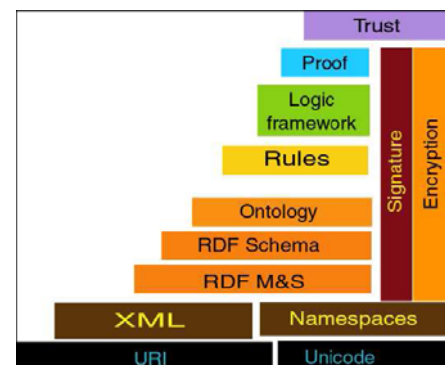 Trust
Proof
Logic
framework
Rules
Ontology
RDF Schema
RDF M&S
Signature
Encryption
XML
Namespaces
URI
Unicode